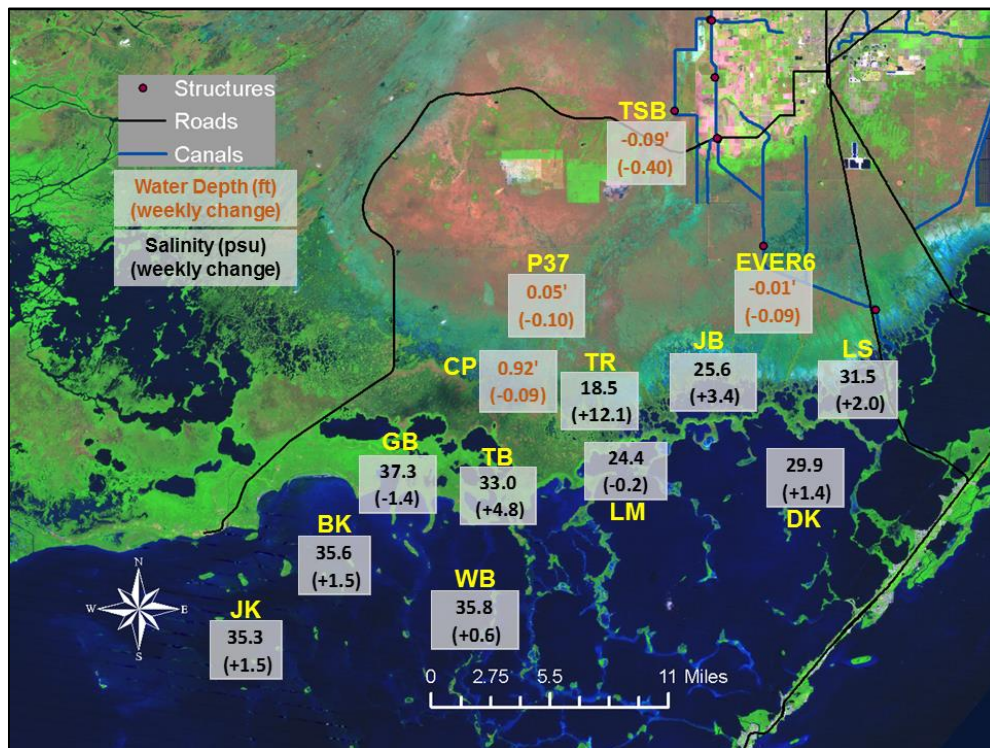 Structures
Roads
Canals
Water Depth (ft)
(weekly change)
Salinity (psu)
(weekly change)
TSB
-0.09'
(-0.40)
P37
0.05'
(-0.10)
EVER6
-0.01'
(-0.09)
CP
0.92'
(-0.09)
TR
18.5
(+12.1)
JB
25.6
(+3.4)
LS
31.5
(+2.0)
GB
37.3
(-1.4)
TB
33.0
(+4.8)
24.4
(-0.2)
LM
29.9
(+1.4)
DK
BK
35.6
(+1.5)
WB
35.8
(+0.6)
JK
35.3
(+1.5)
N
W E
S
0 2.75 5.5 11 Miles